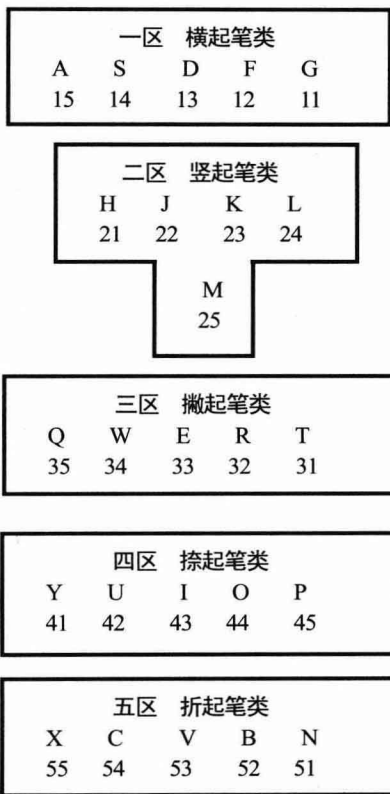 一区 横起笔类
A S D F G
15 14 13 12 11
二区 竖起笔类
H J K L
21 22 23 24
M
25
三区 撇起笔类
Q W E R T
35 34 33 32 31
四区 捺起笔类
Y U I O P
41 42 43 44 45
五区 折起笔类
X C V B N
55 54 53 52 51